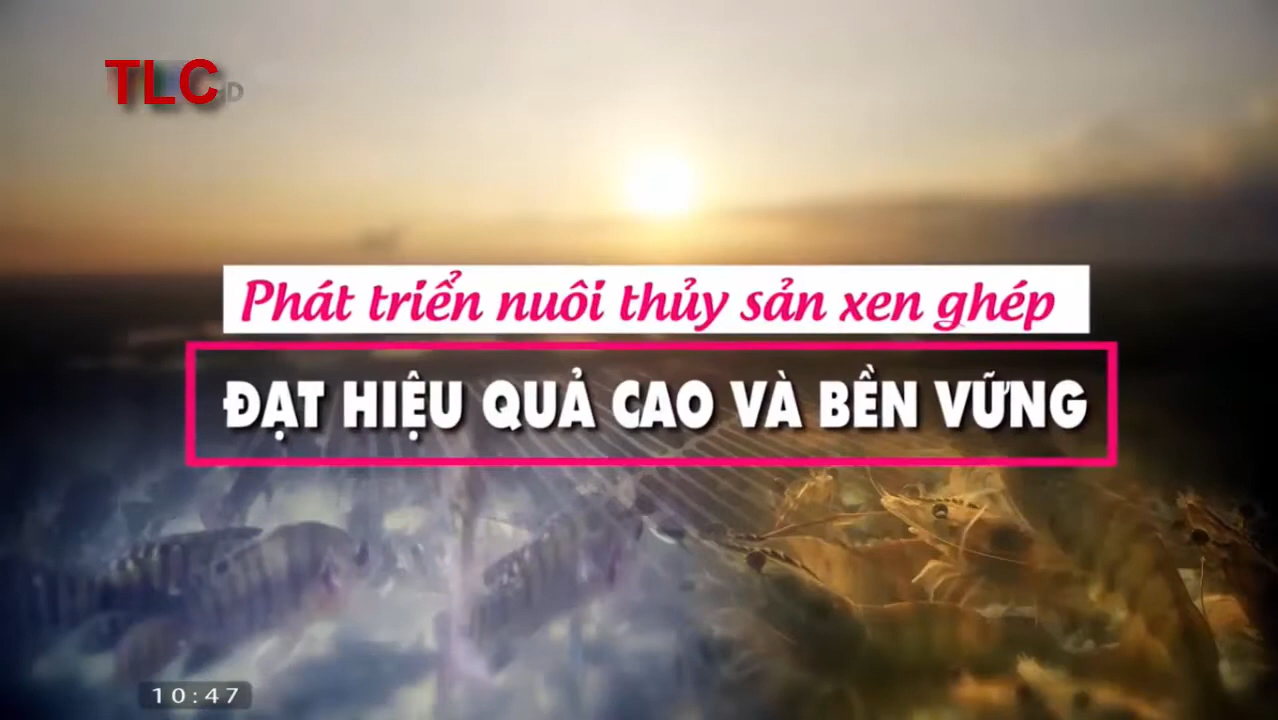 TLC
Phát triển nuôi thủy sản xen ghép
ĐẠT HIỆU QUẢ CAO VÀ BỀN VỮNG
10:47